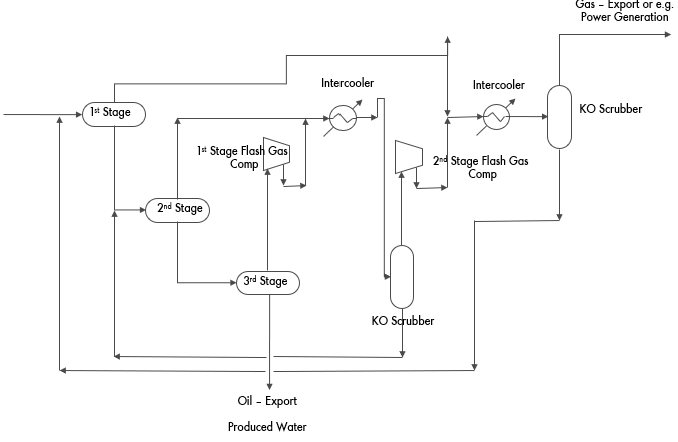 Gas – Export or e.g.
Power Generation
Intercooler
Intercooler
1st Stage
KO Scrubber
1st Stage Flash Gas
Comp
2nd Stage Flash Gas
Comp
2nd Stage
3rd Stage
KO Scrubber
Oil – Export
Produced Water